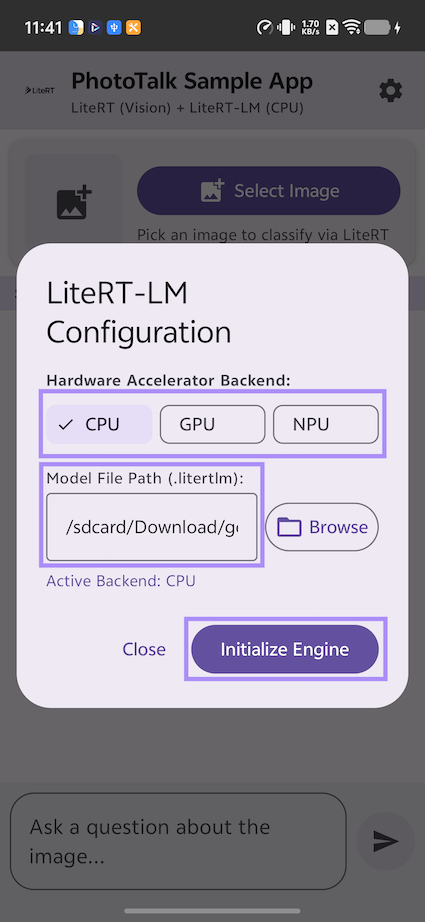 11:41
1.70
KB/s
LiteRT
PhotoTalk Sample App
LiteRT (Vision) + LiteRT-LM (CPU)
Select Image
Pick an image to classify via LiteRT
LiteRT-LM
Configuration
Hardware Accelerator Backend:
CPU
GPU
NPU
Model File Path (.litertlm):
/sdcard/Download/g
Browse
Active Backend: CPU
Close
Initialize Engine
Ask a question about the
image...